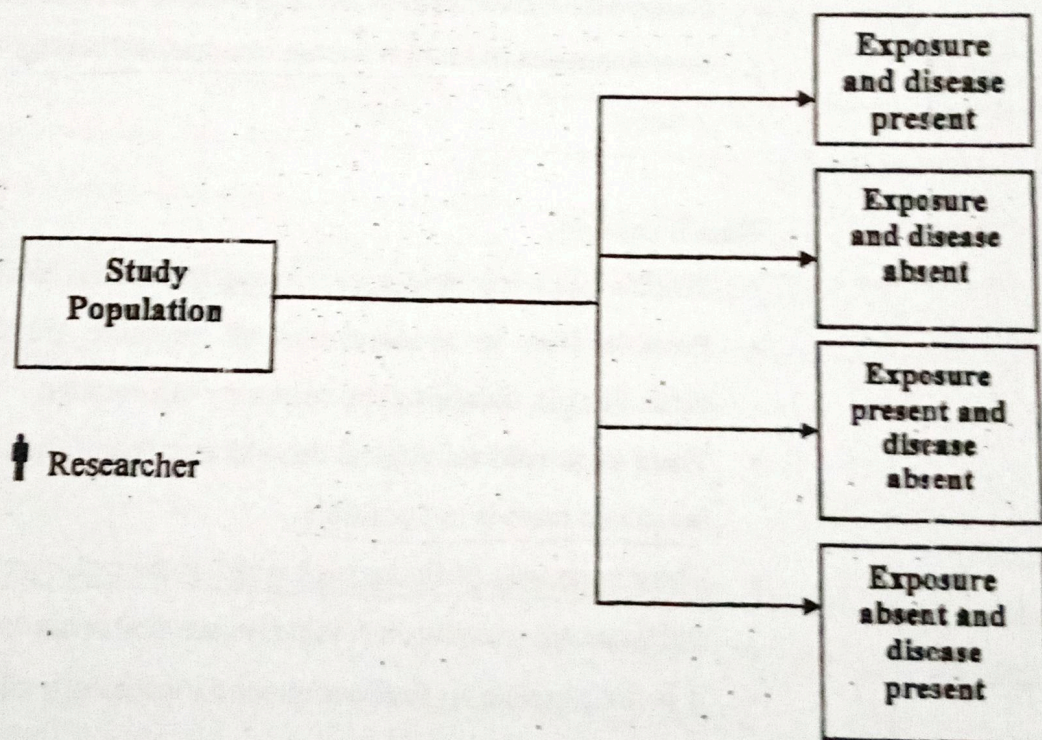 Exposure
and disease
present
Exposure
and disease
absent
Study
Population
Exposure
present and
disease
absent
Researcher
Exposure
absent and
disease
present